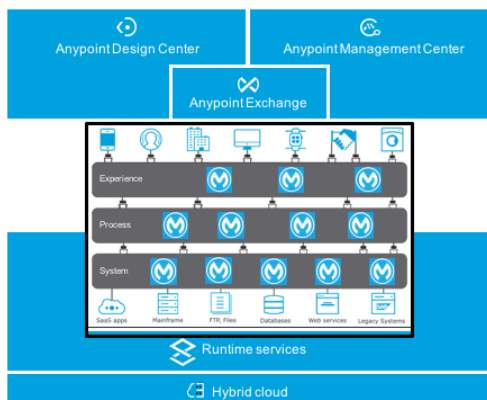 Anypoint Design Center
Anypoint Management Center
Anypoint Exchange
Experience
Process
System
SaaS apps
Mainframe
FTP, Files
Databases
Web services
Legacy Systems
Runtime services
Hybrid cloud